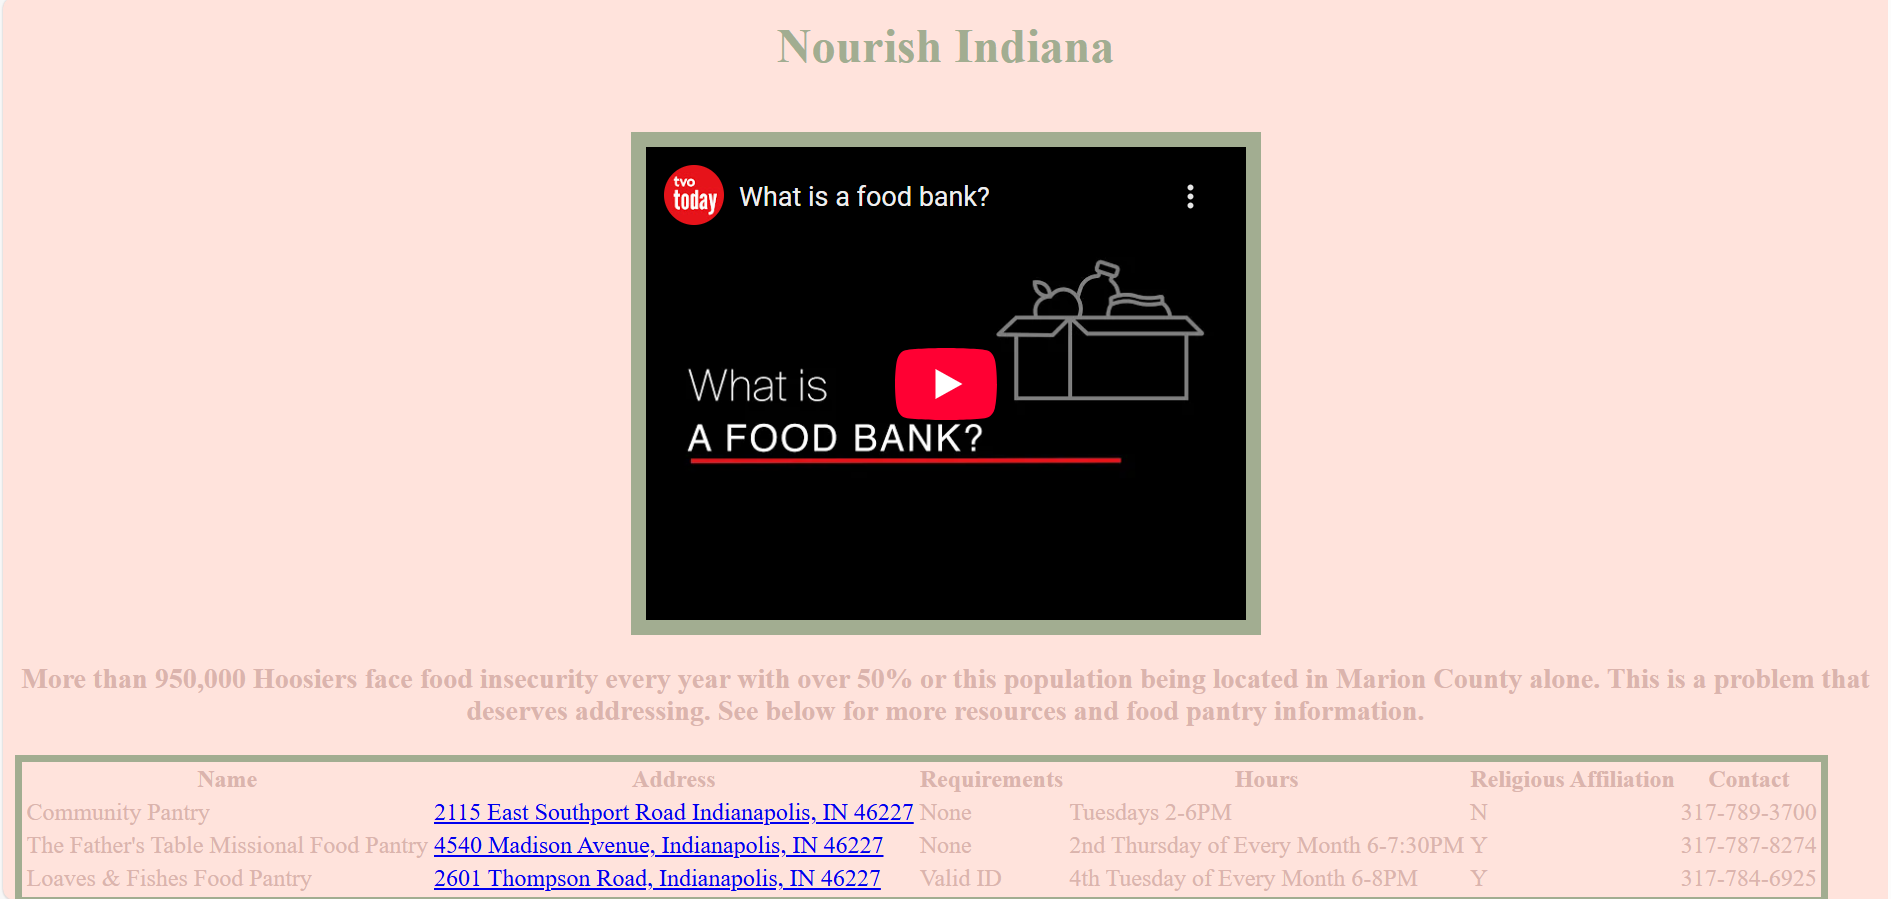 Nourish Indiana
tvo
today
What is a food bank?
What is
A FOOD BANK?
More than 950,000 Hoosiers face food insecurity every year with over 50% or this population being located in Marion County alone. This is a problem that
deserves addressing. See below for more resources and food pantry information.
Name Address Requirements Hours Religious Affiliation Contact
Community Pantry 2115 East Southport Road Indianapolis, IN 46227 None Tuesdays 2-6PM N 317-789-3700
The Father's Table Missional Food Pantry 4540 Madison Avenue, Indianapolis, IN 46227 None 2nd Thursday of Every Month 6-7:30PM Y 317-787-8274
Loaves & Fishes Food Pantry 2601 Thompson Road, Indianapolis, IN 46227 Valid ID 4th Tuesday of Every Month 6-8PM Y 317-784-6925